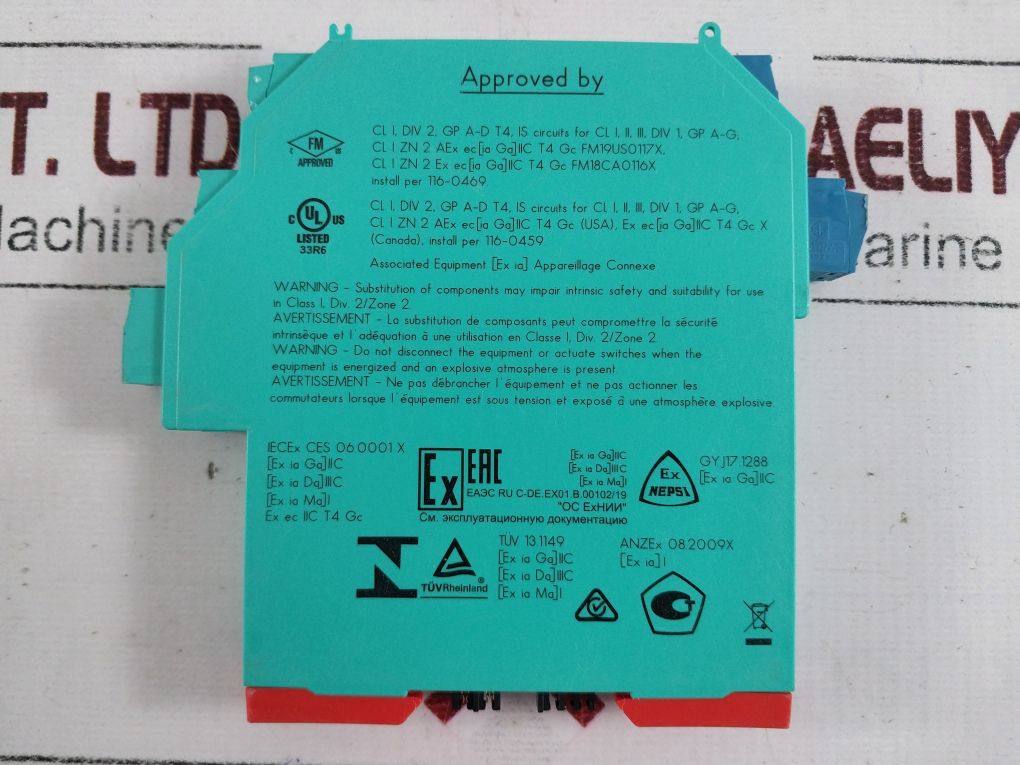 Approved by
T. LTD
AELIY
achine
arine
C FM US
APPROVED
CL I, DIV 2, GP A-D T4, IS circuits for CL I, II, III, DIV 1, GP A-G;
CL I ZN 2 AEx ec[ia Ga]IIC T4 Gc FM19US0117X,
CL I ZN 2 Ex ec[ia Ga]IIC T4 Gc FM18CA0116X
install per 116-0469
C UL US
LISTED
33R6
CL I, DIV 2, GP A-D T4, IS circuits for CL I, II, III, DIV 1, GP A-G,
CL I ZN 2 AEx ec[ia Ga]IIC T4 Gc (USA), Ex ec[ia Ga]IIC T4 Gc X
(Canada), install per 116-0459
Associated Equipment [Ex ia] Appareillage Connexe
WARNING - Substitution of components may impair intrinsic safety and suitability for use
in Class I, Div. 2/Zone 2.
AVERTISSEMENT - La substitution de composants peut compromettre la sécurité
intrinsèque et l'adéquation à une utilisation en Classe I, Div. 2/Zone 2.
WARNING - Do not disconnect the equipment or actuate switches when the
equipment is energized and an explosive atmosphere is present.
AVERTISSEMENT - Ne pas débrancher l'équipement et ne pas actionner les
commutateurs lorsque l'équipement est sous tension et exposé à une atmosphère explosive.
IECEx CES 06.0001 X
[Ex ia Ga]IIC
[Ex ia Da]IIIC
[Ex ia Ma]I
Ex ec IIC T4 Gc
Ex EAC
[Ex ia Ga]IIC
[Ex ia Da]IIIC
[Ex ia Ma]I
ЕАЭС RU C-DE.EX01.B.00102/19
"ОС ЕхНИИ"
См. эксплуатационную документацию
Ex
NEPSI
GYJ17.1288
[Ex ia Ga]IIC
TÜVRheinland ®
TÜV 13.1149
[Ex ia Ga]IIC
[Ex ia Da]IIIC
[Ex ia Ma]I
ANZEx 08.2009X
[Ex ia] I